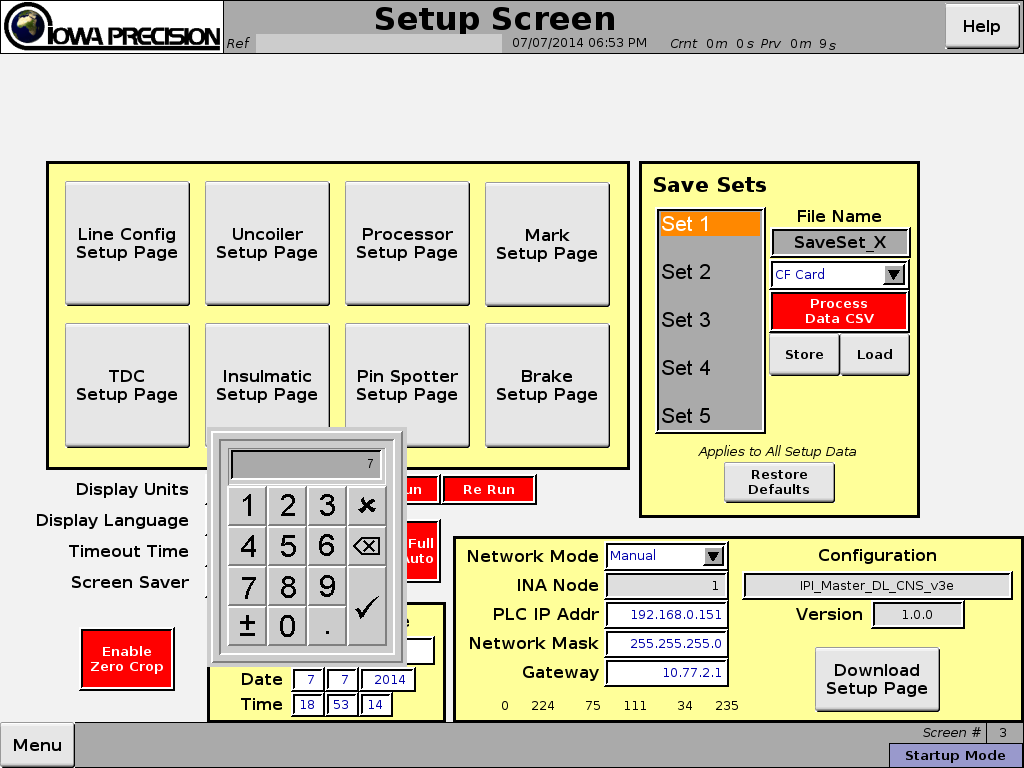 IOWA PRECISION
Setup Screen
Help
Ref
07/07/2014 06:53 PM
Crnt 0m 0s Prv 0m 9s
Line Config
Setup Page
Uncoiler
Setup Page
Processor
Setup Page
Mark
Setup Page
TDC
Setup Page
Insulmatic
Setup Page
Pin Spotter
Setup Page
Brake
Setup Page
Save Sets
Set 1
Set 2
Set 3
Set 4
Set 5
File Name
SaveSet_X
CF Card
Process
Data CSV
Store
Load
Applies to All Setup Data
Restore
Defaults
Display Units
Display Language
Timeout Time
Screen Saver
un
Re Run
Full
uto
7
1 2 3
4 5 6
7 8 9
± 0 .
Enable
Zero Crop
e
Date 7 7 2014
Time 18 53 14
Network Mode Manual
INA Node 1
PLC IP Addr 192.168.0.151
Network Mask 255.255.255.0
Gateway 10.77.2.1
0 224 75 111 34 235
Configuration
IPI_Master_DL_CNS_v3e
Version 1.0.0
Download
Setup Page
Menu
Screen # 3
Startup Mode